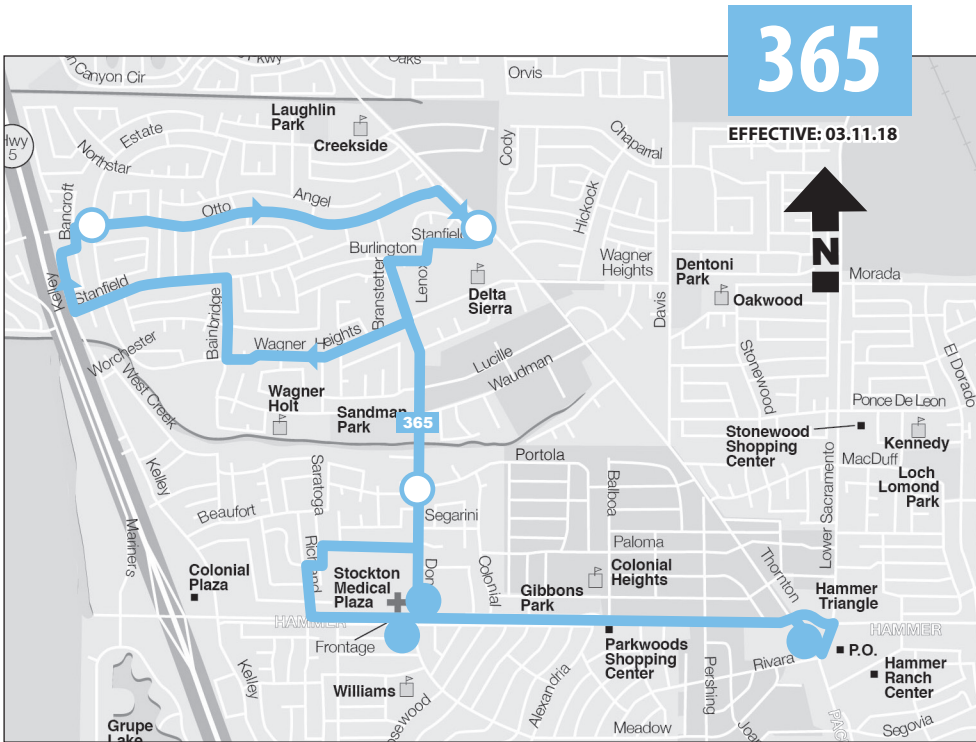 365
EFFECTIVE: 03.11.18
N
Canyon Cir
Pkwy
Oaks
Orvis
Laughlin
Park
Creekside
Hwy
5
Estate
Northstar
Cody
Chaparral
Bancroft
Otto
Angel
Stanfield
Hickock
Burlington
Wagner
Heights
Dentoni
Park
Oakwood
Morada
Kelley
Stanfield
Bainbridge
Branstetter
Lenox
Delta
Sierra
Davis
Worchester
West Creek
Wagner Heights
Lucille
Waudman
Stonewood
El Dorado
Wagner
Holt
Sandman
Park
365
Ponce De Leon
Stonewood
Shopping
Center
Kennedy
MacDuff
Loch
Lomond
Park
Lower Sacramento
Portola
Kelley
Saratoga
Balboa
Beaufort
Segarini
Mariners
Richland
Don
Colonial
Paloma
Colonial
Heights
Thornton
Colonial
Plaza
Stockton
Medical
Plaza
Gibbons
Park
Hammer
Triangle
HAMMER
HAMMER
Frontage
Parkwoods
Shopping
Center
P.O.
Rivara
Hammer
Ranch
Center
Kelley
Williams
Alexandria
Pershing
Grupe
Lake
Meadow
Segovia